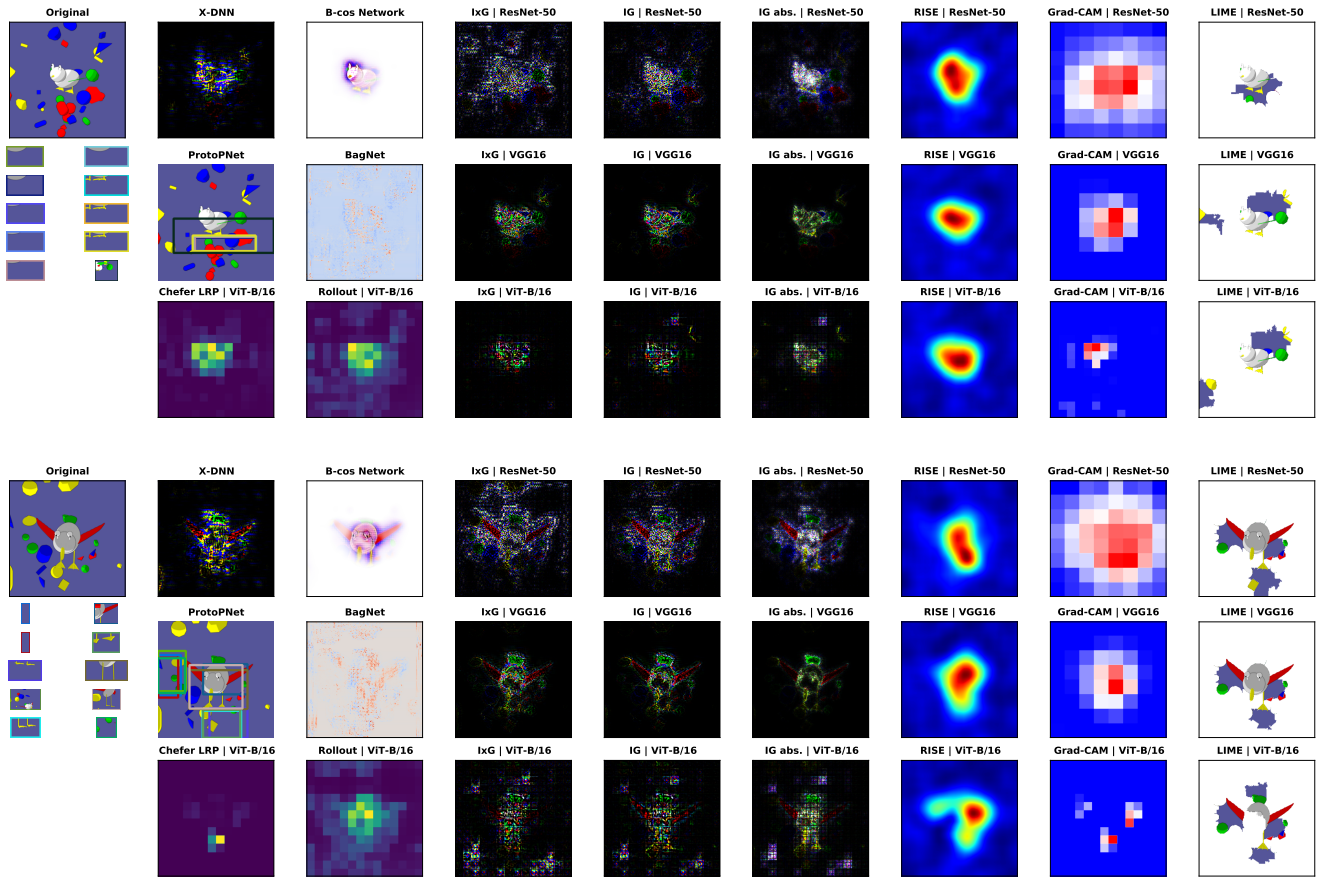 Original X-DNN B-cos Network IxG | ResNet-50 IG | ResNet-50 IG abs. | ResNet-50 RISE | ResNet-50 Grad-CAM | ResNet-50 LIME | ResNet-50
ProtoPNet BagNet IxG | VGG16 IG | VGG16 IG abs. | VGG16 RISE | VGG16 Grad-CAM | VGG16 LIME | VGG16
Chefer LRP | ViT-B/16 Rollout | ViT-B/16 IxG | ViT-B/16 IG | ViT-B/16 IG abs. | ViT-B/16 RISE | ViT-B/16 Grad-CAM | ViT-B/16 LIME | ViT-B/16
Original X-DNN B-cos Network IxG | ResNet-50 IG | ResNet-50 IG abs. | ResNet-50 RISE | ResNet-50 Grad-CAM | ResNet-50 LIME | ResNet-50
ProtoPNet BagNet IxG | VGG16 IG | VGG16 IG abs. | VGG16 RISE | VGG16 Grad-CAM | VGG16 LIME | VGG16
Chefer LRP | ViT-B/16 Rollout | ViT-B/16 IxG | ViT-B/16 IG | ViT-B/16 IG abs. | ViT-B/16 RISE | ViT-B/16 Grad-CAM | ViT-B/16 LIME | ViT-B/16